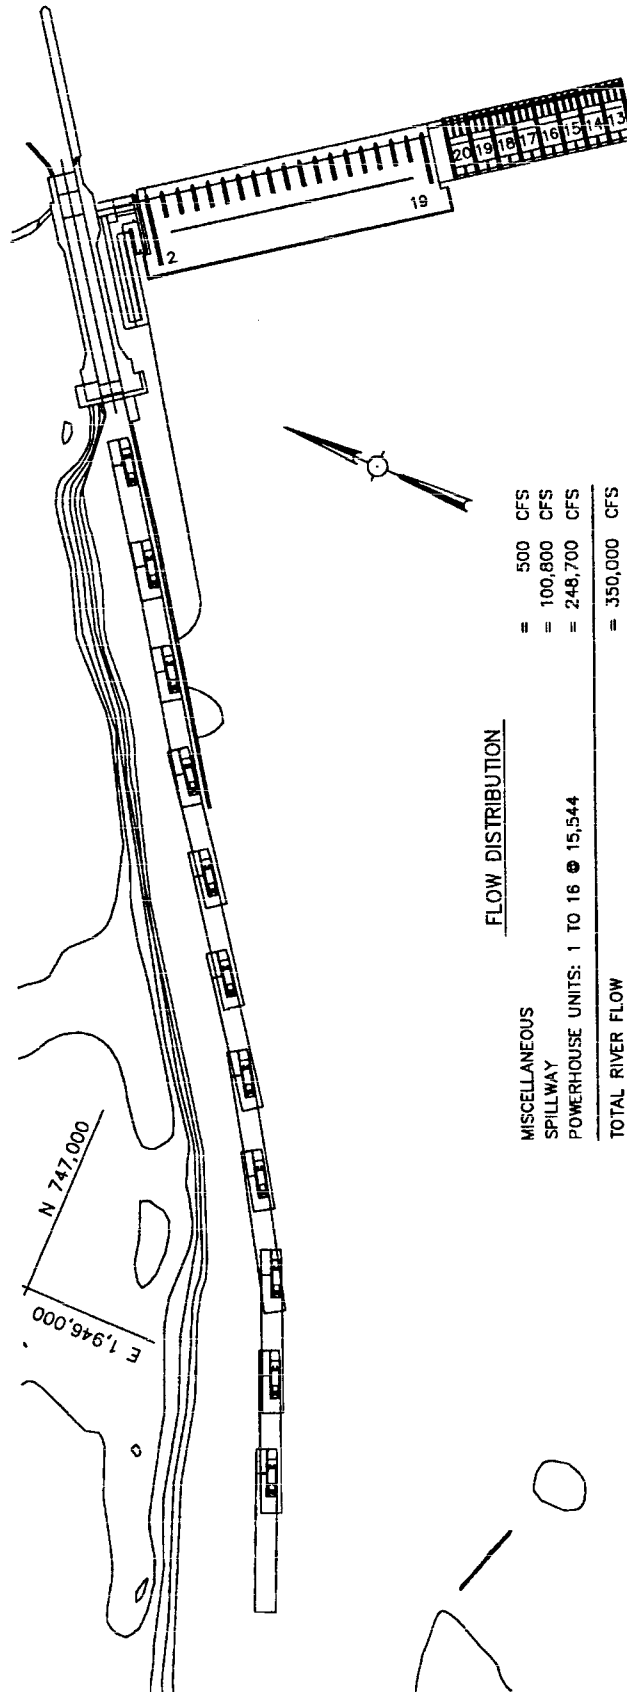 20 19 18 17 16 15 14 13
2
19
FLOW DISTRIBUTION
MISCELLANEOUS = 500 CFS
SPILLWAY = 100,800 CFS
POWERHOUSE UNITS: 1 TO 16 @ 15,544 = 248,700 CFS
TOTAL RIVER FLOW = 350,000 CFS
N 747,000
E 1,946,000